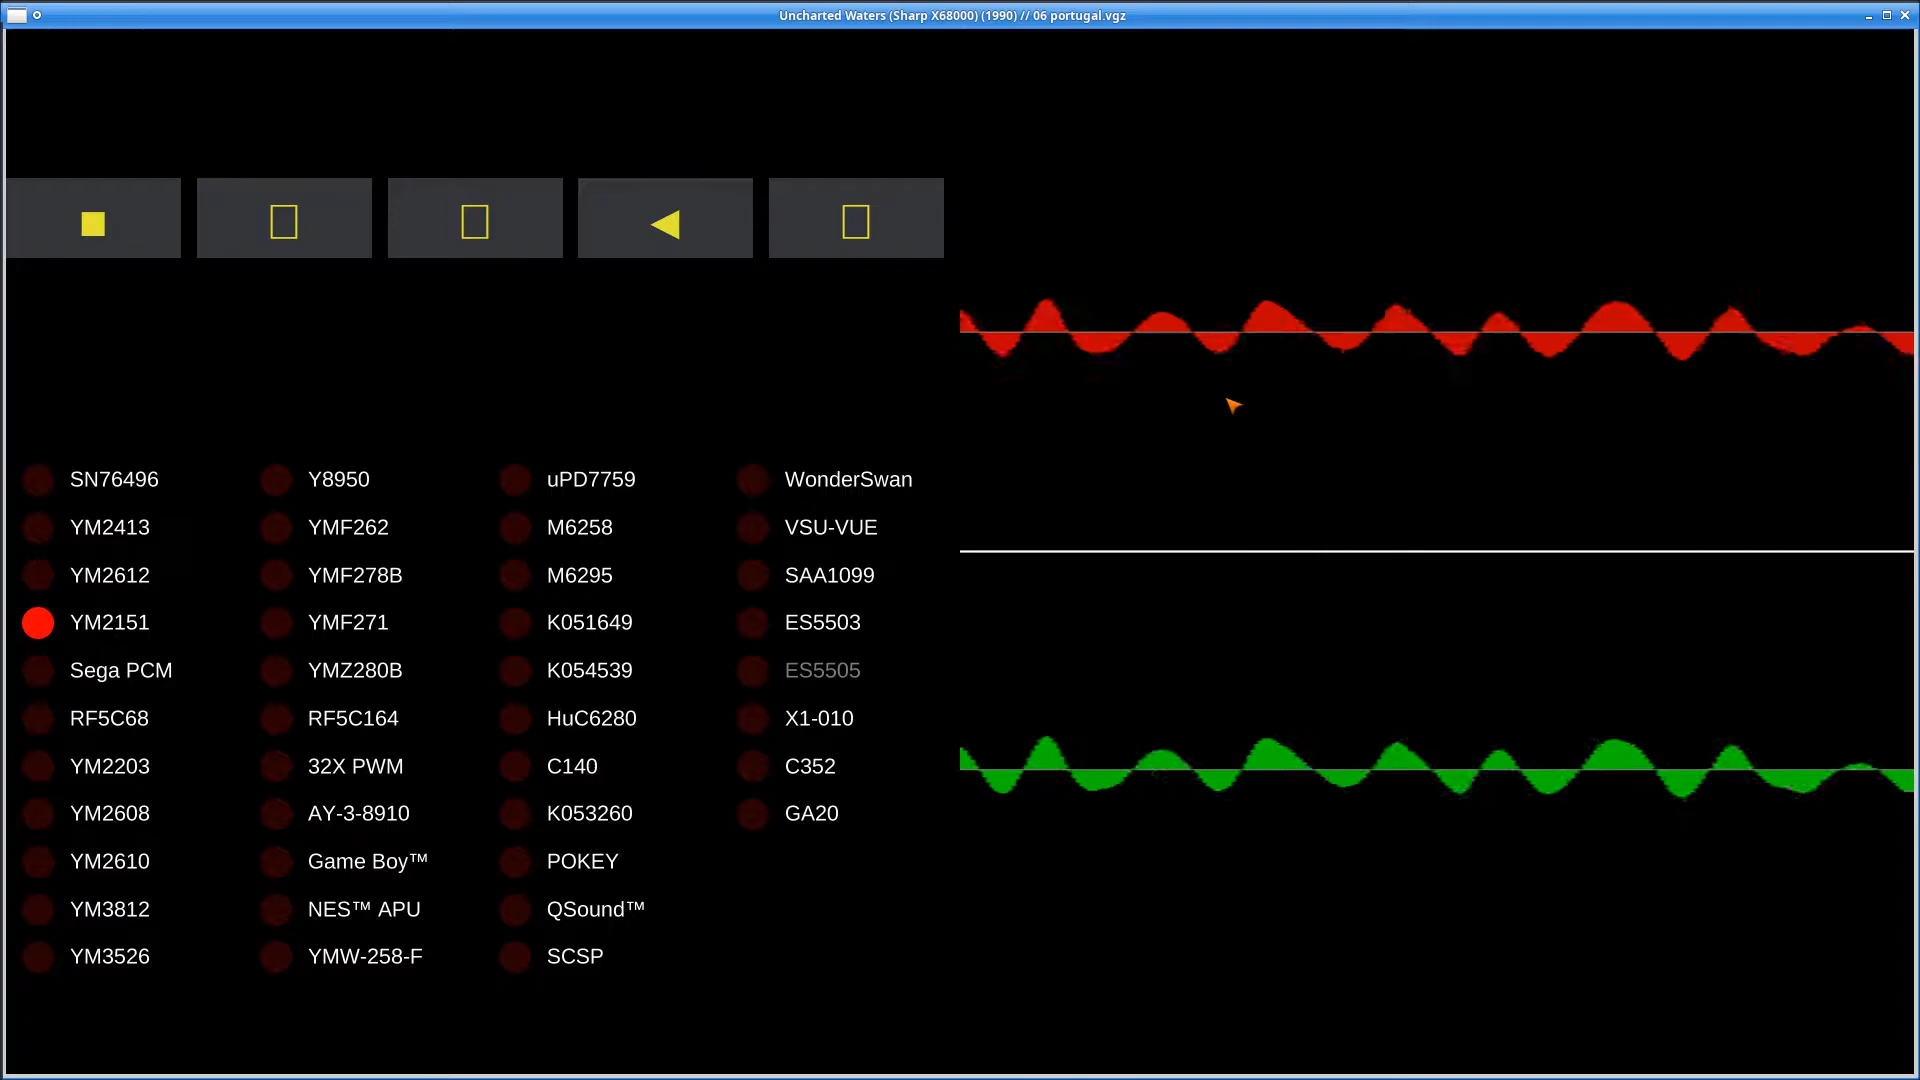 Uncharted Waters (Sharp X68000) (1990) // 06 portugal.vgz
SN76496
YM2413
YM2612
YM2151
Sega PCM
RF5C68
YM2203
YM2608
YM2610
YM3812
YM3526
Y8950
YMF262
YMF278B
YMF271
YMZ280B
RF5C164
32X PWM
AY-3-8910
Game Boy™
NES™ APU
YMW-258-F
uPD7759
M6258
M6295
K051649
K054539
HuC6280
C140
K053260
POKEY
QSound™
SCSP
WonderSwan
VSU-VUE
SAA1099
ES5503
ES5505
X1-010
C352
GA20